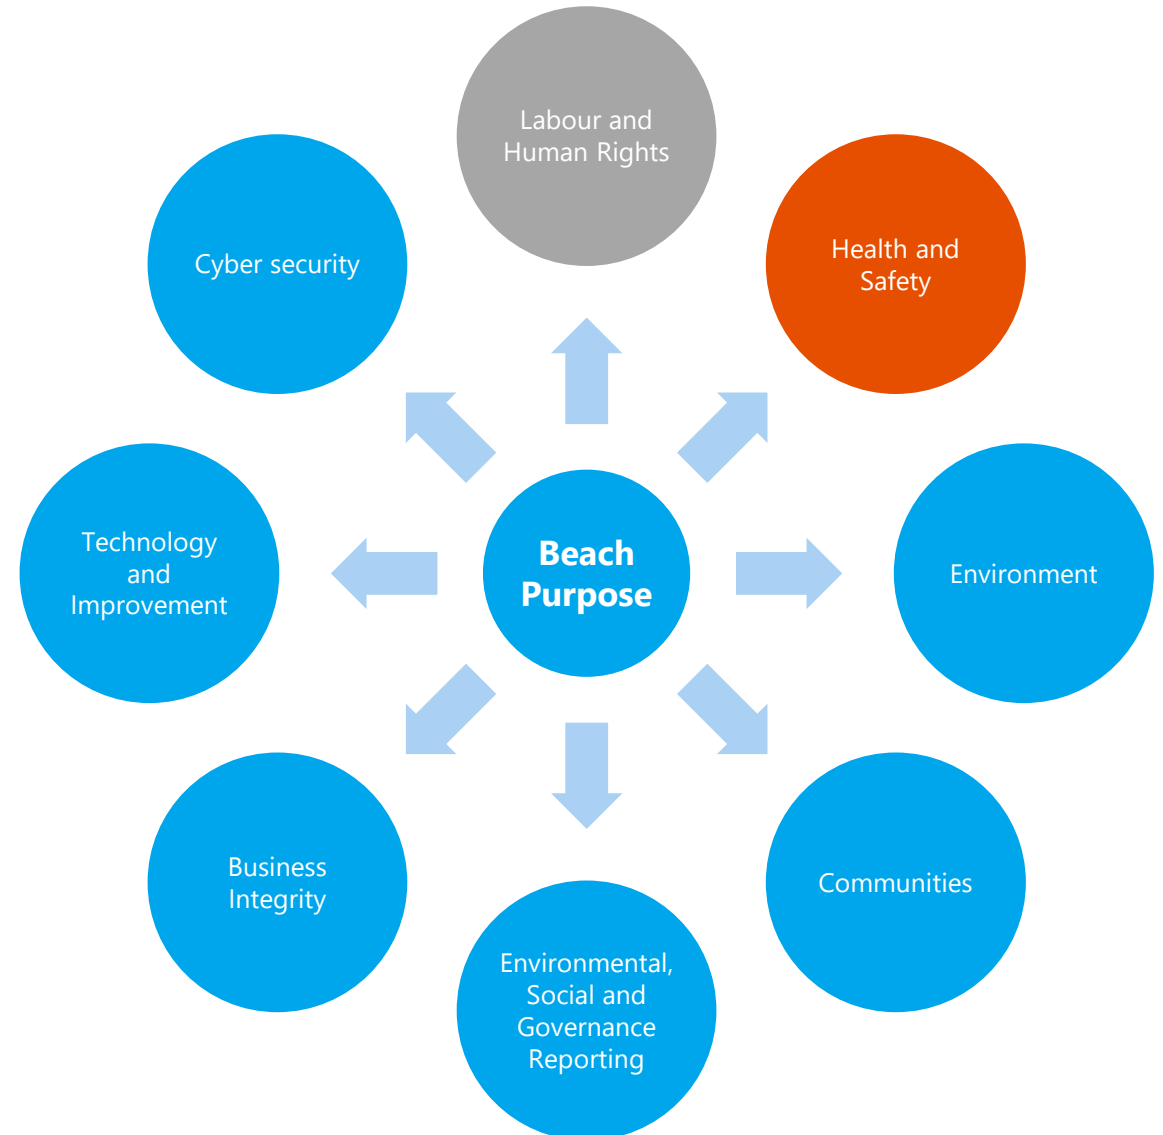 Labour and
Human Rights
Health and
Safety
Environment
Communities
Environmental,
Social and
Governance
Reporting
Business
Integrity
Technology
and
Improvement
Cyber security
Beach
Purpose